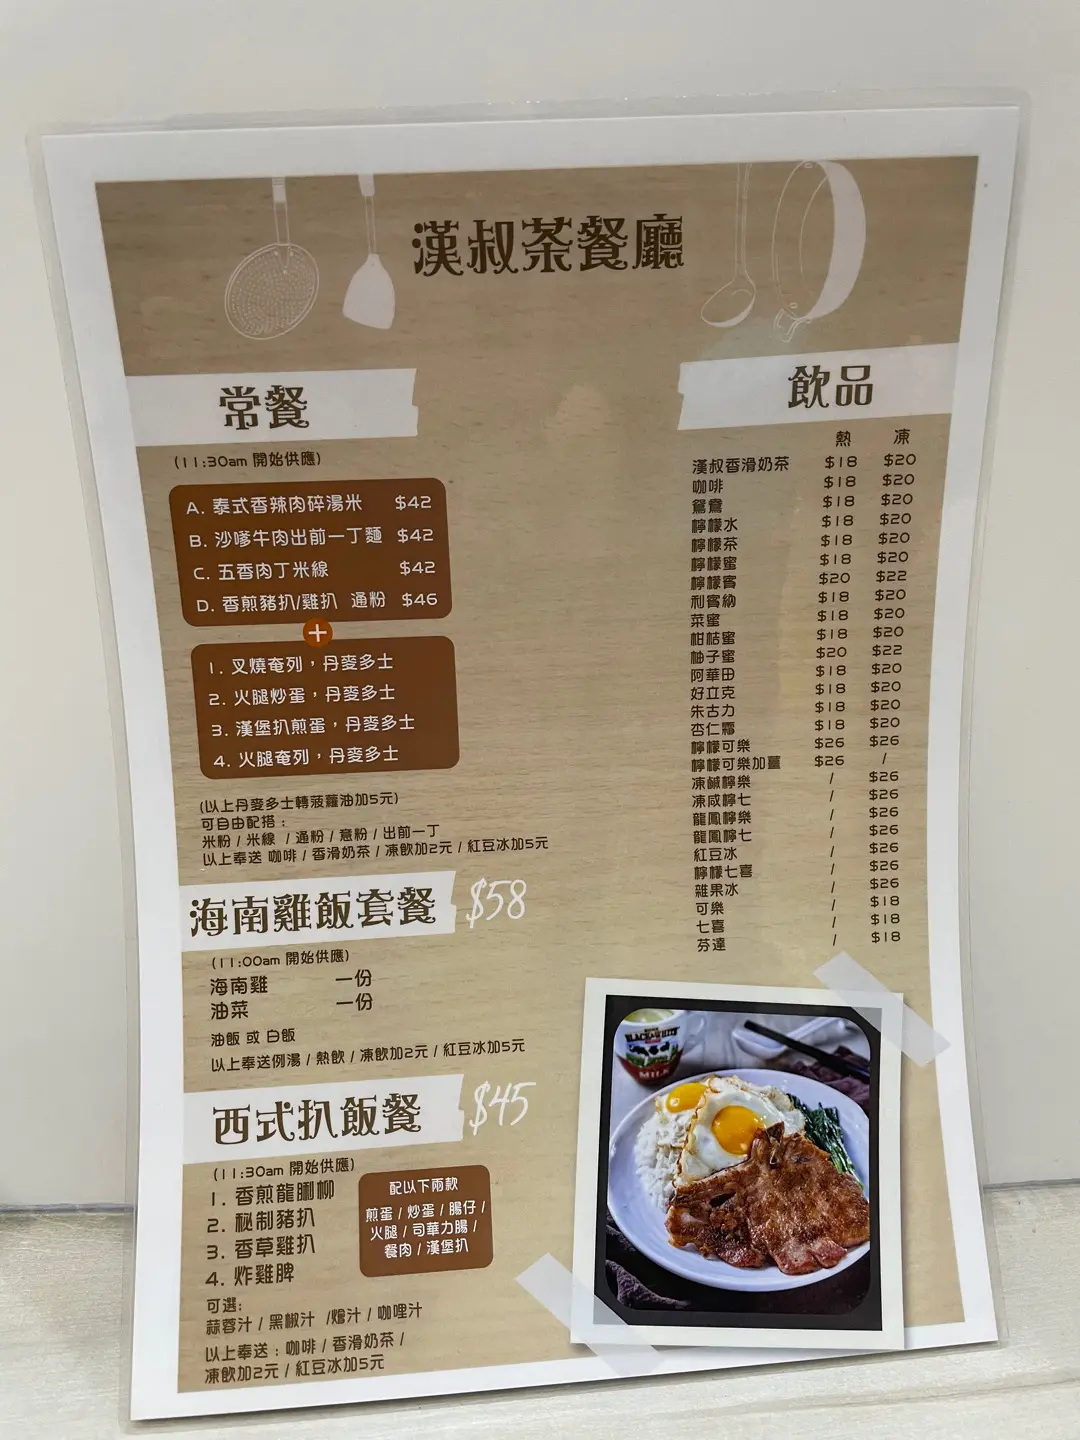 漢叔茶餐廳
常餐
(11:30am 開始供應)
A. 泰式香辣肉碎湯米 $42
B. 沙嗲牛肉出前一丁麵 $42
C. 五香肉丁米線 $42
D. 香煎豬扒/雞扒 通粉 $46
+
1. 叉燒奄列，丹麥多士
2. 火腿炒蛋，丹麥多士
3. 漢堡扒煎蛋，丹麥多士
4. 火腿奄列，丹麥多士
(以上丹麥多士轉菠蘿油加5元)
可自由配搭：
米粉 / 米線 / 通粉 / 意粉 / 出前一丁
以上奉送 咖啡 / 香滑奶茶 / 凍飲加2元 / 紅豆冰加5元
海南雞飯套餐 $58
(11:00am 開始供應)
海南雞 一份
油菜 一份
油飯 或 白飯
以上奉送例湯 / 熱飲 / 凍飲加2元 / 紅豆冰加5元
西式扒飯餐 $45
(11:30am 開始供應)
1. 香煎龍脷柳
2. 秘制豬扒
3. 香草雞扒
4. 炸雞脾
配以下兩款
煎蛋 / 炒蛋 / 腸仔 /
火腿 / 司華力腸 /
餐肉 / 漢堡扒
可選:
蒜蓉汁 / 黑椒汁 /燴汁 / 咖哩汁
以上奉送：咖啡 / 香滑奶茶 /
凍飲加2元 / 紅豆冰加5元
飲品
熱 凍
漢叔香滑奶茶 $18 $20
咖啡 $18 $20
鴛鴦 $18 $20
檸檬水 $18 $20
檸檬茶 $18 $20
檸檬蜜 $18 $20
檸檬賓 $20 $22
利賓納 $18 $20
菜蜜 $18 $20
柑桔蜜 $18 $20
柚子蜜 $20 $22
阿華田 $18 $20
好立克 $18 $20
朱古力 $18 $20
杏仁霜 $18 $20
檸檬可樂 $26 $26
檸檬可樂加薑 $26 /
凍鹹檸樂 / $26
凍咸檸七 / $26
龍鳳檸樂 / $26
龍鳳檸七 / $26
紅豆冰 / $26
檸檬七喜 / $26
雜果冰 / $26
可樂 / $18
七喜 / $18
芬達 / $18
BLACK&WHITE
MILK